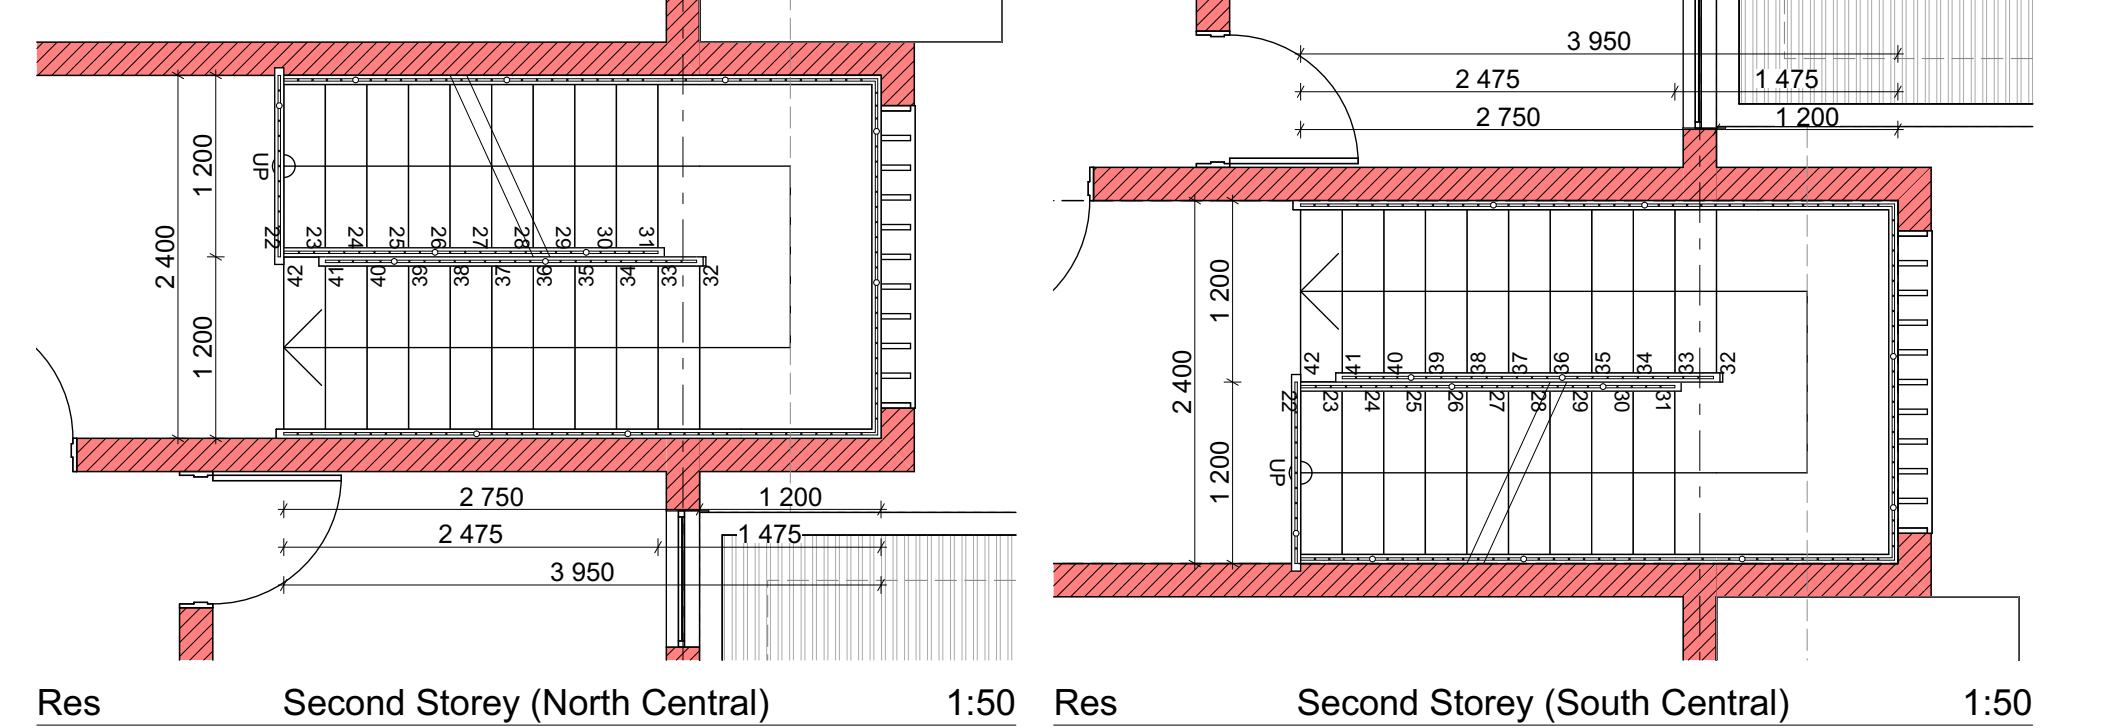 1 200
UP
2 400
22 23 24 25 26 27 28 29 30 31
42 41 40 39 38 37 36 35 34 33 32
1 200
2 750 1 200
2 475 1 475
3 950
Res Second Storey (North Central) 1:50
3 950
2 475 1 475
2 750 1 200
1 200
42 41 40 39 38 37 36 35 34 33 32
2 400
22 23 24 25 26 27 28 29 30 31
1 200
UP
Res Second Storey (South Central) 1:50